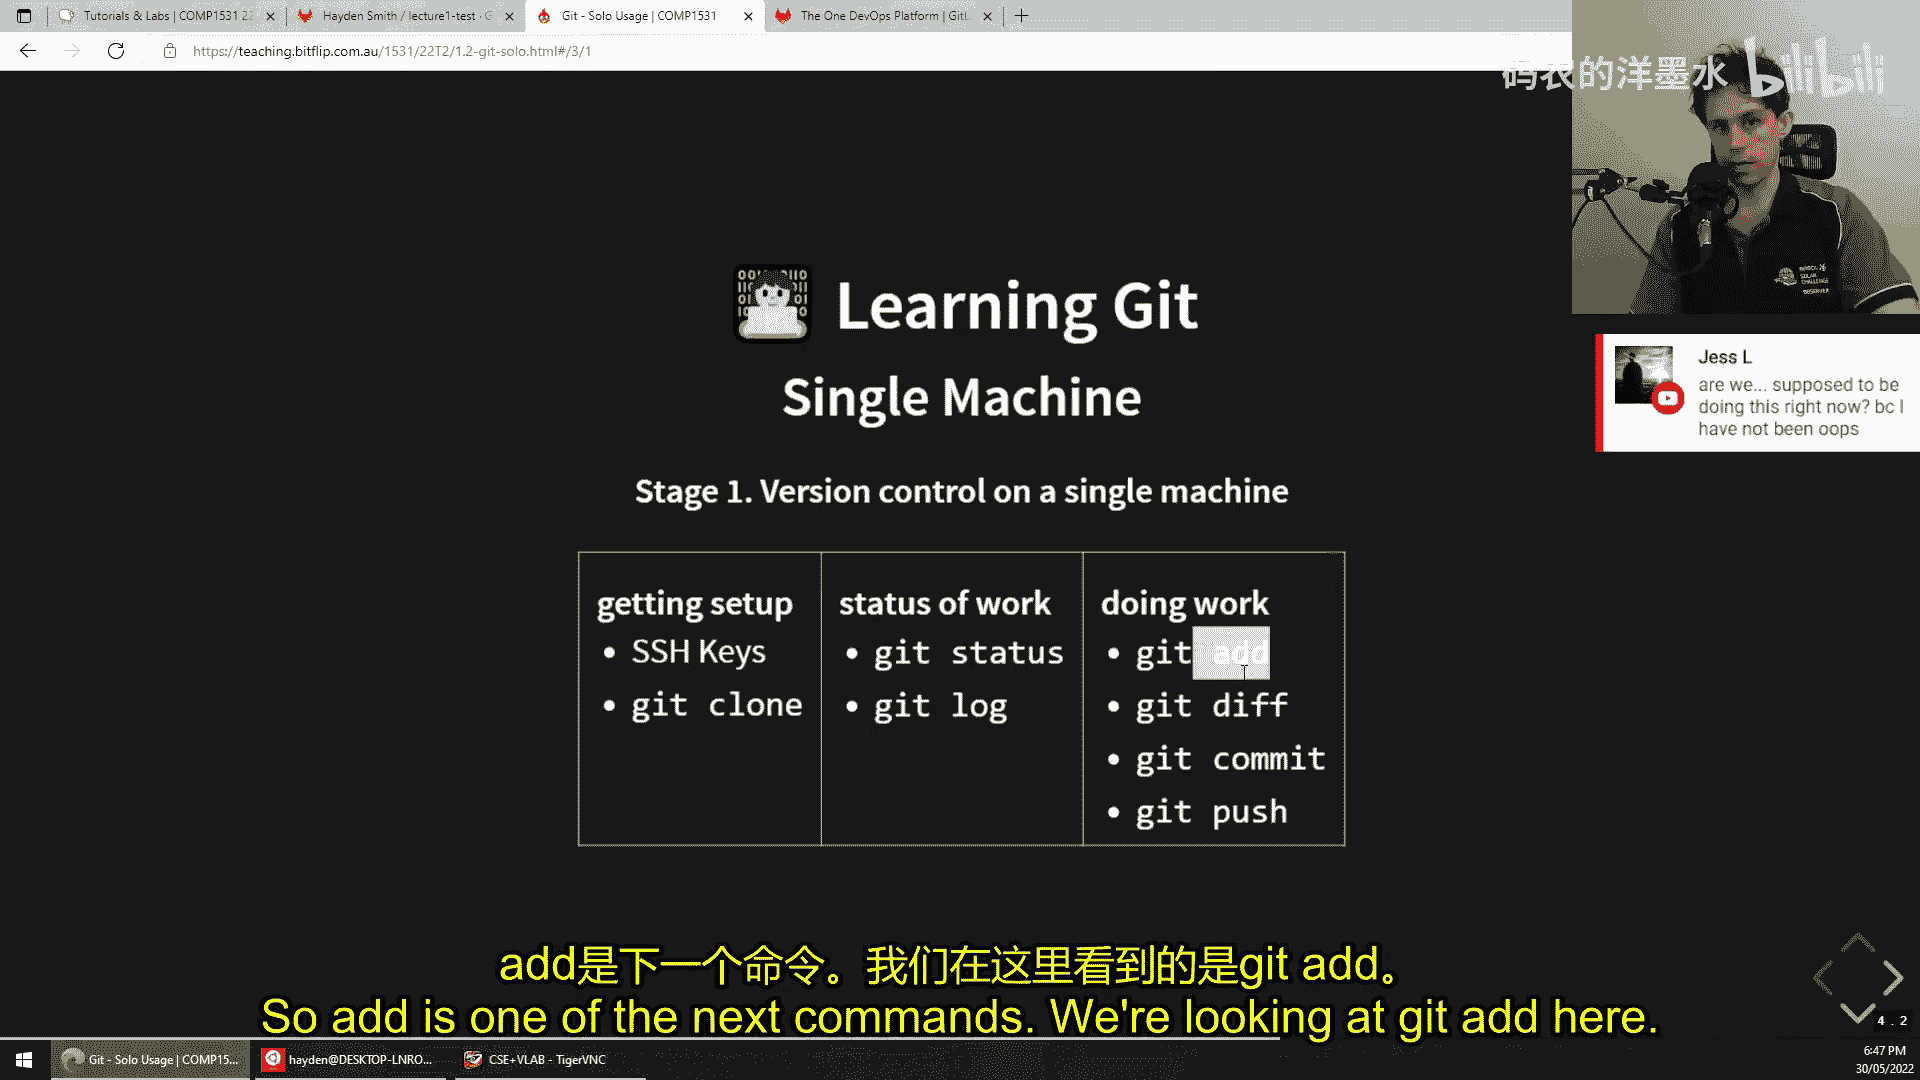 Tutorials & Labs | COMP1531 22
Hayden Smith / lecture1-test · G
Git - Solo Usage | COMP1531
The One DevOps Platform | GitL
https://teaching.bitflip.com.au/1531/22T2/1.2-git-solo.html#/3/1
码农的洋墨水 bilibili
Learning Git
Single Machine
Stage 1. Version control on a single machine
getting setup
• SSH Keys
• git clone
status of work
• git status
• git log
doing work
• git add
• git diff
• git commit
• git push
Jess L
are we... supposed to be
doing this right now? bc I
have not been oops
add是下一个命令。我们在这里看到的是git add。
So add is one of the next commands. We're looking at git add here.
4 . 2
Git - Solo Usage | COMP15...
hayden@DESKTOP-LNRO...
CSE+VLAB - TigerVNC
6:47 PM
30/05/2022